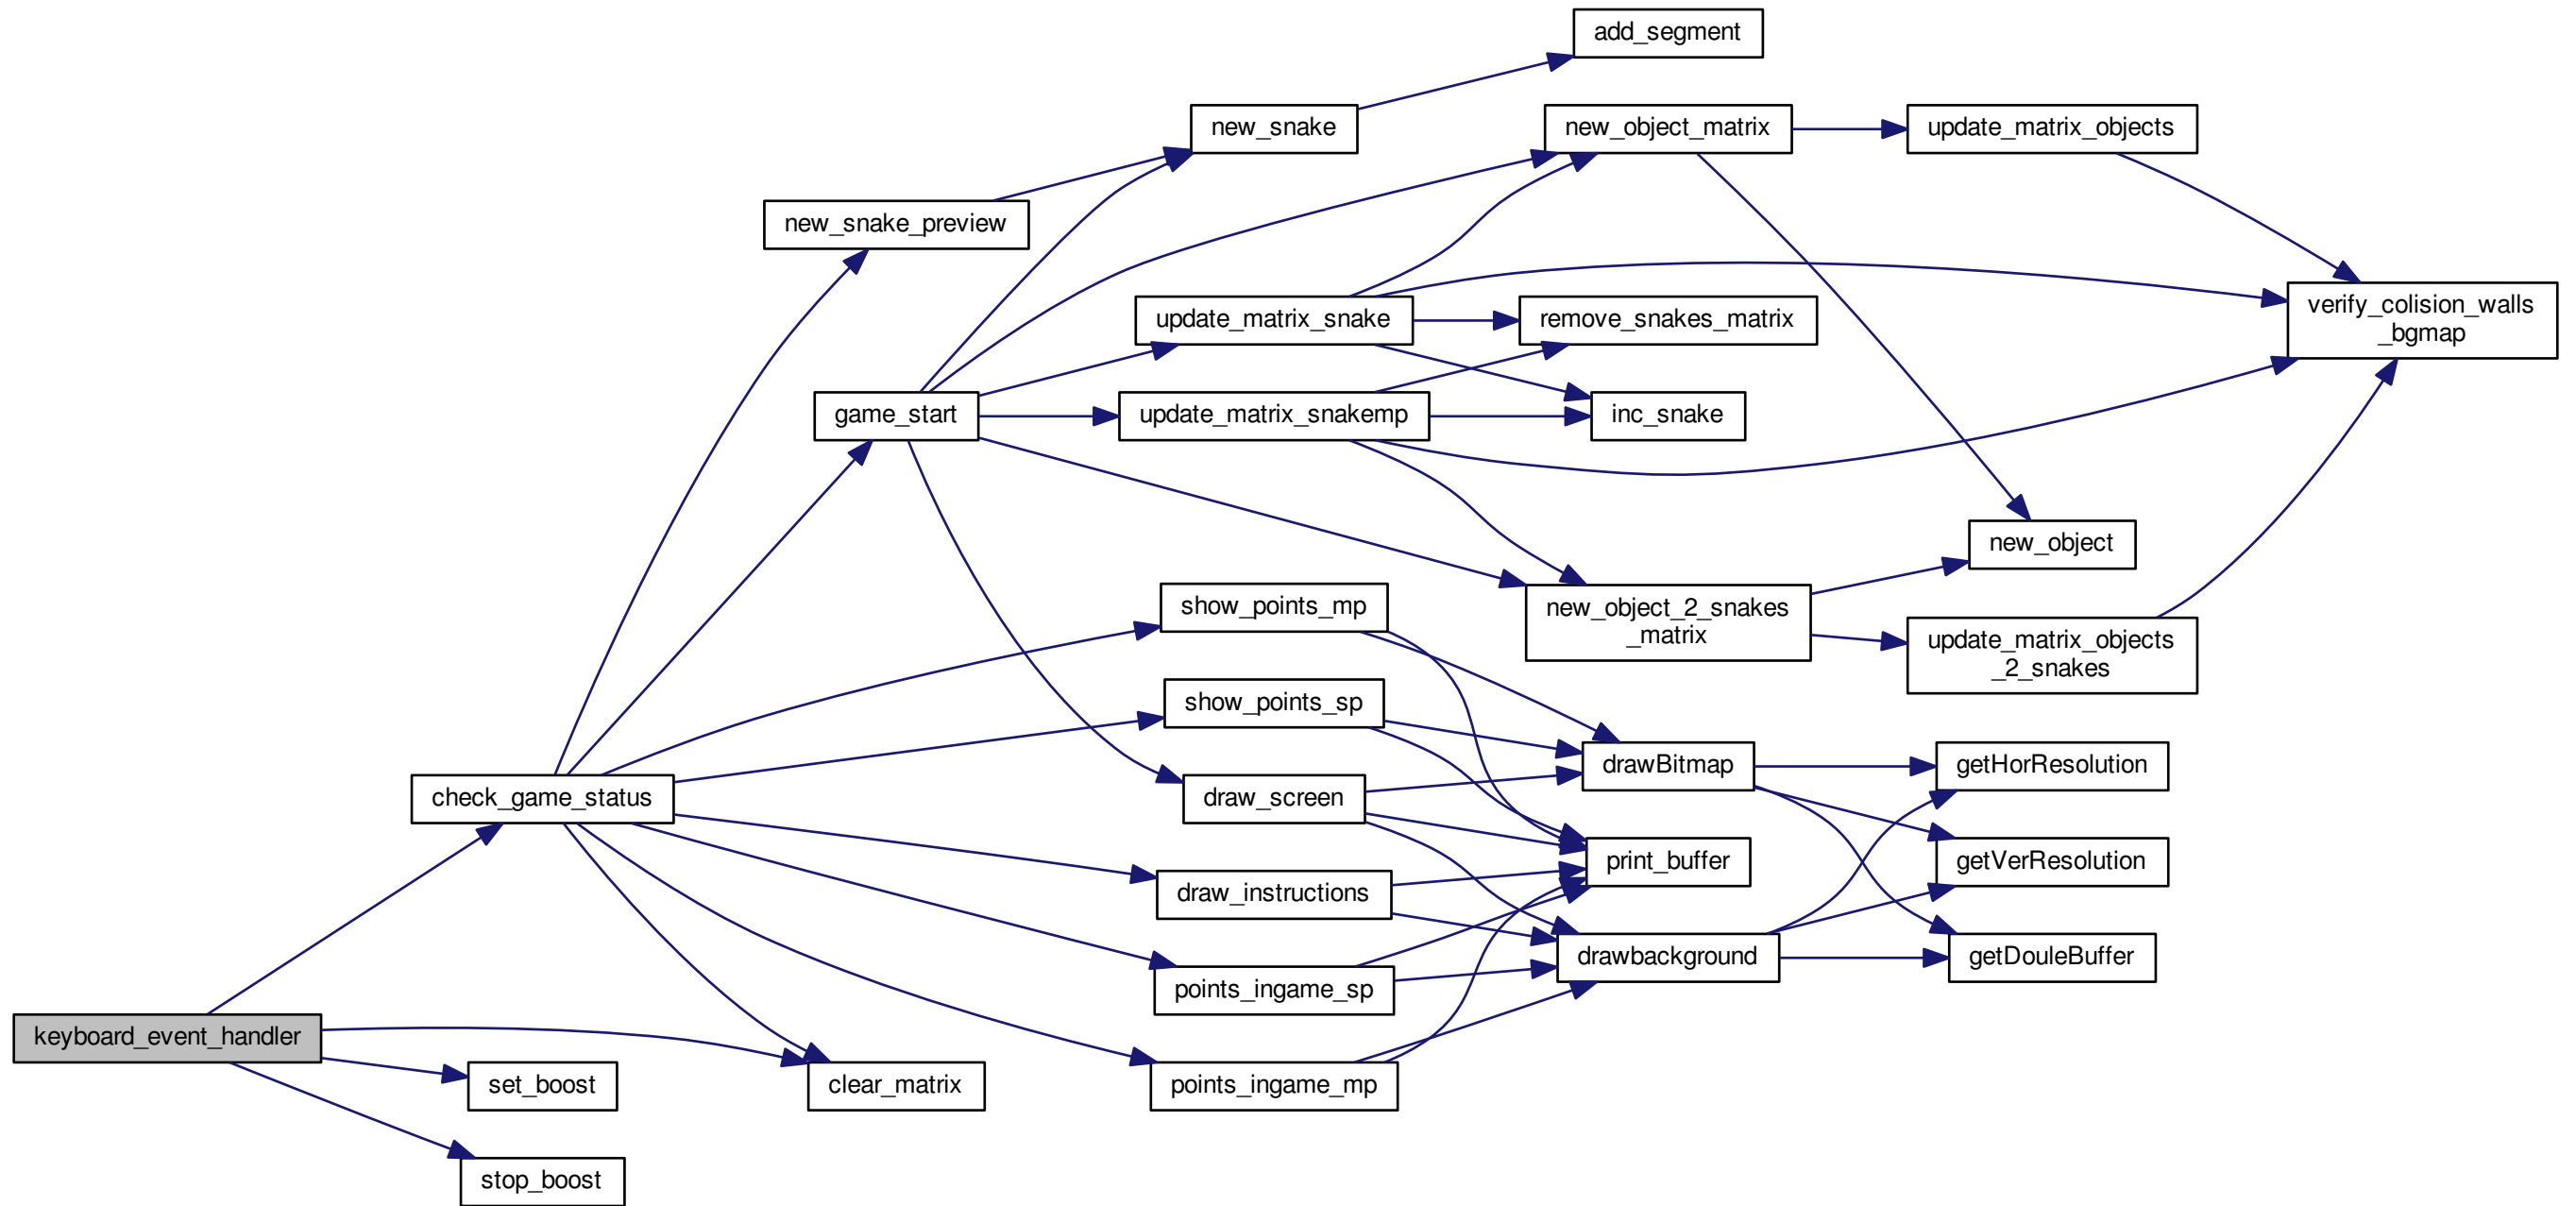 add_segment
new_snake
new_object_matrix
update_matrix_objects
new_snake_preview
update_matrix_snake
remove_snakes_matrix
verify_colision_walls
_bgmap
game_start
update_matrix_snakemp
inc_snake
new_object
new_object_2_snakes
_matrix
show_points_mp
update_matrix_objects
_2_snakes
show_points_sp
drawBitmap
getHorResolution
check_game_status
draw_screen
print_buffer
getVerResolution
draw_instructions
drawbackground
getDouleBuffer
points_ingame_sp
keyboard_event_handler
set_boost
clear_matrix
points_ingame_mp
stop_boost